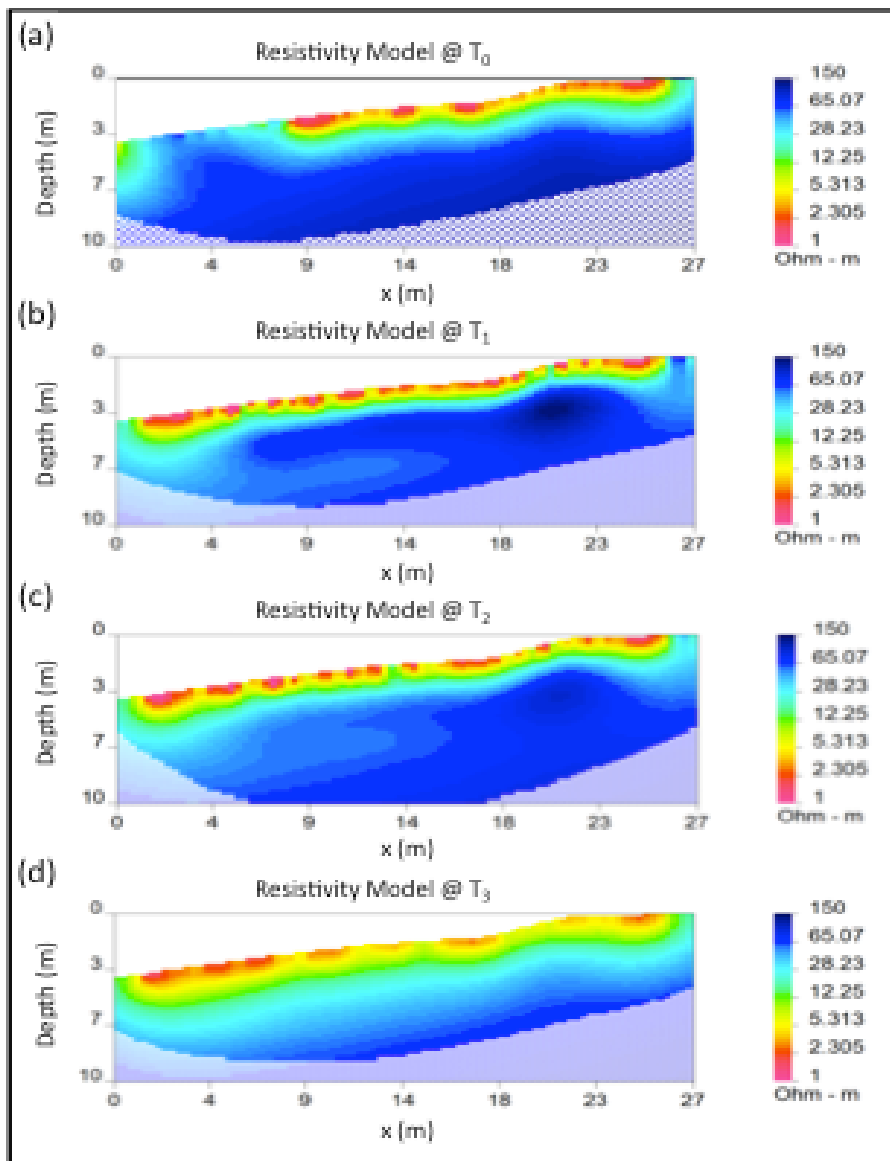 (a)
Resistivity Model @ T0
0
3
7
10
Depth (m)
0 4 9 14 18 23 27
x (m)
150
65.07
28.23
12.25
5.313
2.305
1
Ohm - m
(b)
Resistivity Model @ T1
0
3
7
10
Depth (m)
0 4 9 14 18 23 27
x (m)
150
65.07
28.23
12.25
5.313
2.305
1
Ohm - m
(c)
Resistivity Model @ T2
0
3
7
10
Depth (m)
0 4 9 14 18 23 27
x (m)
150
65.07
28.23
12.25
5.313
2.305
1
Ohm - m
(d)
Resistivity Model @ T3
0
3
7
10
Depth (m)
0 4 9 14 18 23 27
x (m)
150
65.07
28.23
12.25
5.313
2.305
1
Ohm - m